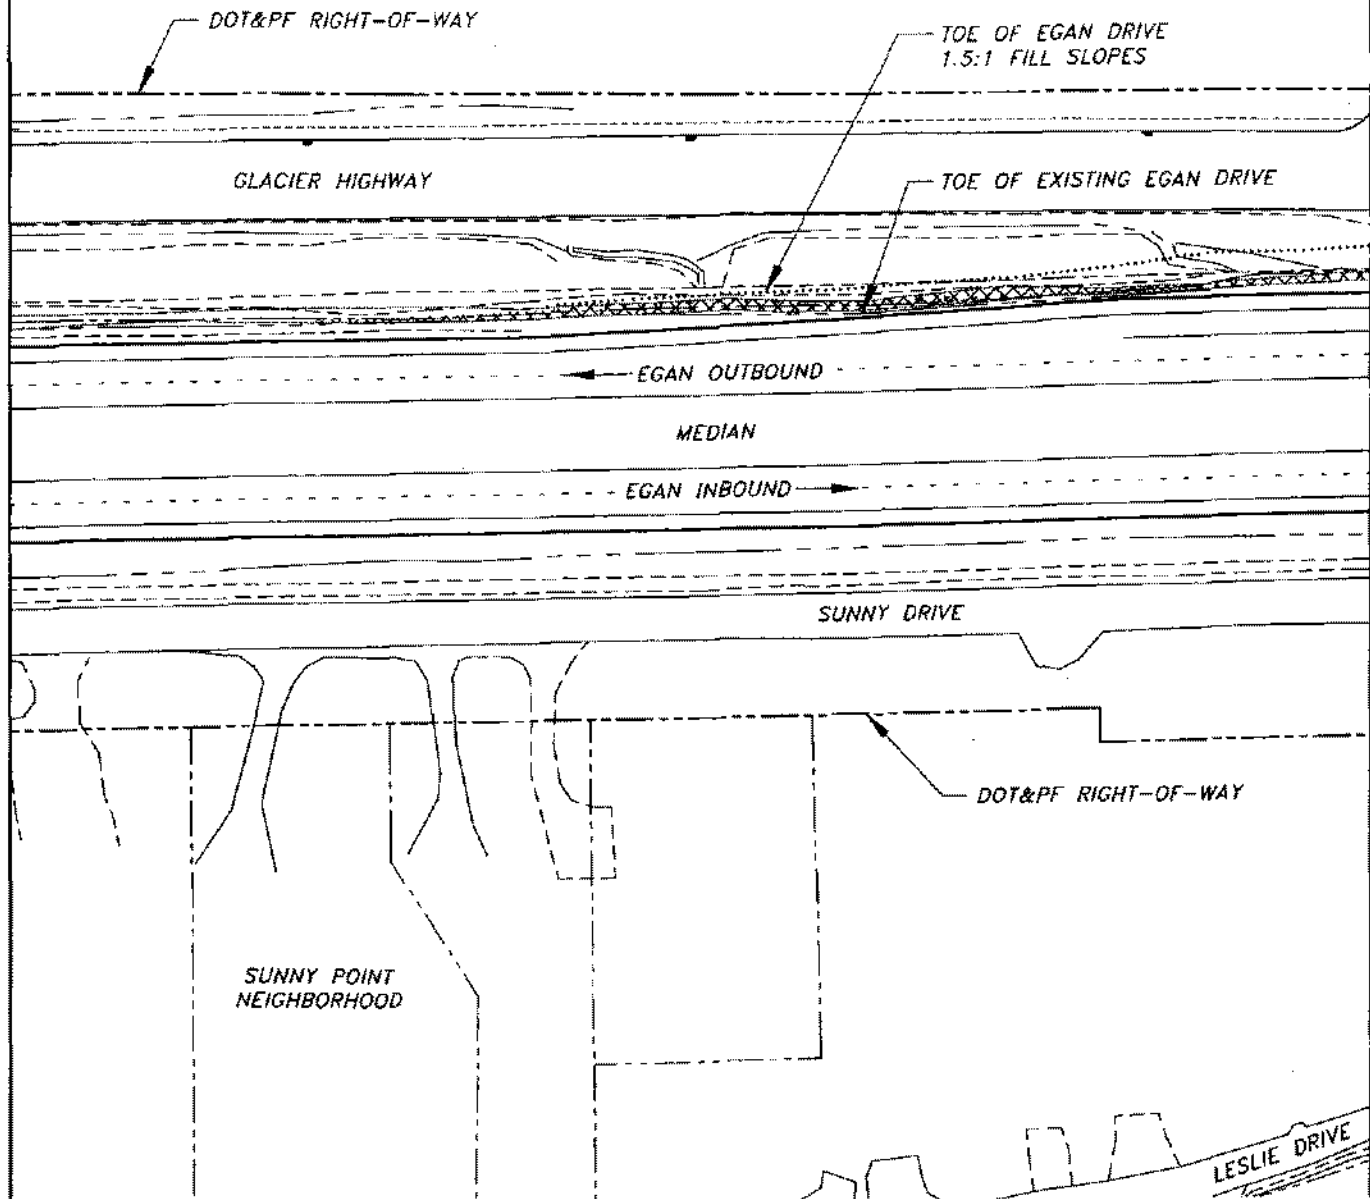 DOT&PF RIGHT-OF-WAY
TOE OF EGAN DRIVE
1.5:1 FILL SLOPES
GLACIER HIGHWAY
TOE OF EXISTING EGAN DRIVE
EGAN OUTBOUND
MEDIAN
EGAN INBOUND
SUNNY DRIVE
DOT&PF RIGHT-OF-WAY
SUNNY POINT
NEIGHBORHOOD
LESLIE DRIVE